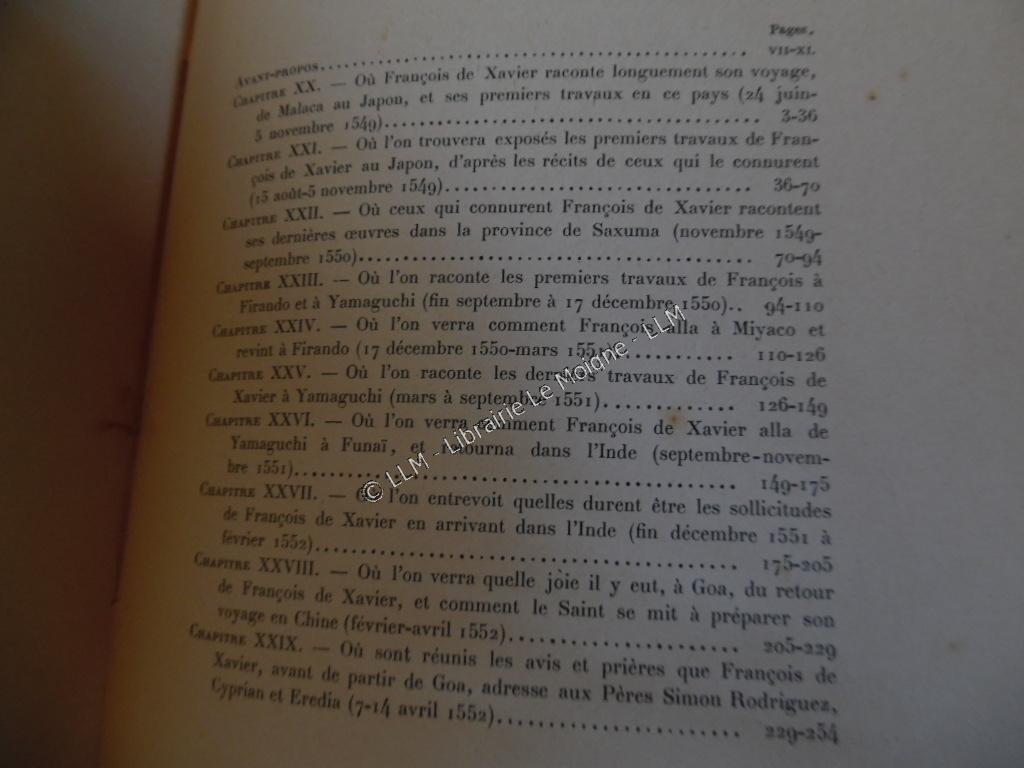 Pages.
AVANT-PROPOS........ VII-XI.
CHAPITRE XX. — Où François de Xavier raconte longuement son voyage,
de Malaca au Japon, et ses premiers travaux en ce pays (24 juin-
5 novembre 1549)........ 3-36
CHAPITRE XXI. — Où l'on trouvera exposés les premiers travaux de Fran-
çois de Xavier au Japon, d'après les récits de ceux qui le connurent
(15 août-5 novembre 1549)........ 36-70
CHAPITRE XXII. — Où ceux qui connurent François de Xavier racontent
ses dernières œuvres dans la province de Saxuma (novembre 1549-
septembre 1550)........ 70-94
CHAPITRE XXIII. — Où l'on raconte les premiers travaux de François à
Firando et à Yamaguchi (fin septembre à 17 décembre 1550).. 94-110
CHAPITRE XXIV. — Où l'on verra comment François alla à Miyaco et
revint à Firando (17 décembre 1550-mars 1551)........ 110-126
CHAPITRE XXV. — Où l'on raconte les derniers travaux de François de
Xavier à Yamaguchi (mars à septembre 1551)........ 126-149
CHAPITRE XXVI. — Où l'on verra comment François de Xavier alla de
Yamaguchi à Funaï, et retourna dans l'Inde (septembre-novem-
bre 1551)........ 149-175
CHAPITRE XXVII. — Où l'on entrevoit quelles durent être les sollicitudes
de François de Xavier en arrivant dans l'Inde (fin décembre 1551 à
février 1552)........ 175-205
CHAPITRE XXVIII. — Où l'on verra quelle joie il y eut, à Goa, du retour
de François de Xavier, et comment le Saint se mit à préparer son
voyage en Chine (février-avril 1552)........ 205-229
CHAPITRE XXIX. — Où sont réunis les avis et prières que François de
Xavier, avant de partir de Goa, adresse aux Pères Simon Rodriguez,
Cyprian et Eredia (7-14 avril 1552)........ 229-254
© LLM - Librairie Le Moigne - LLM